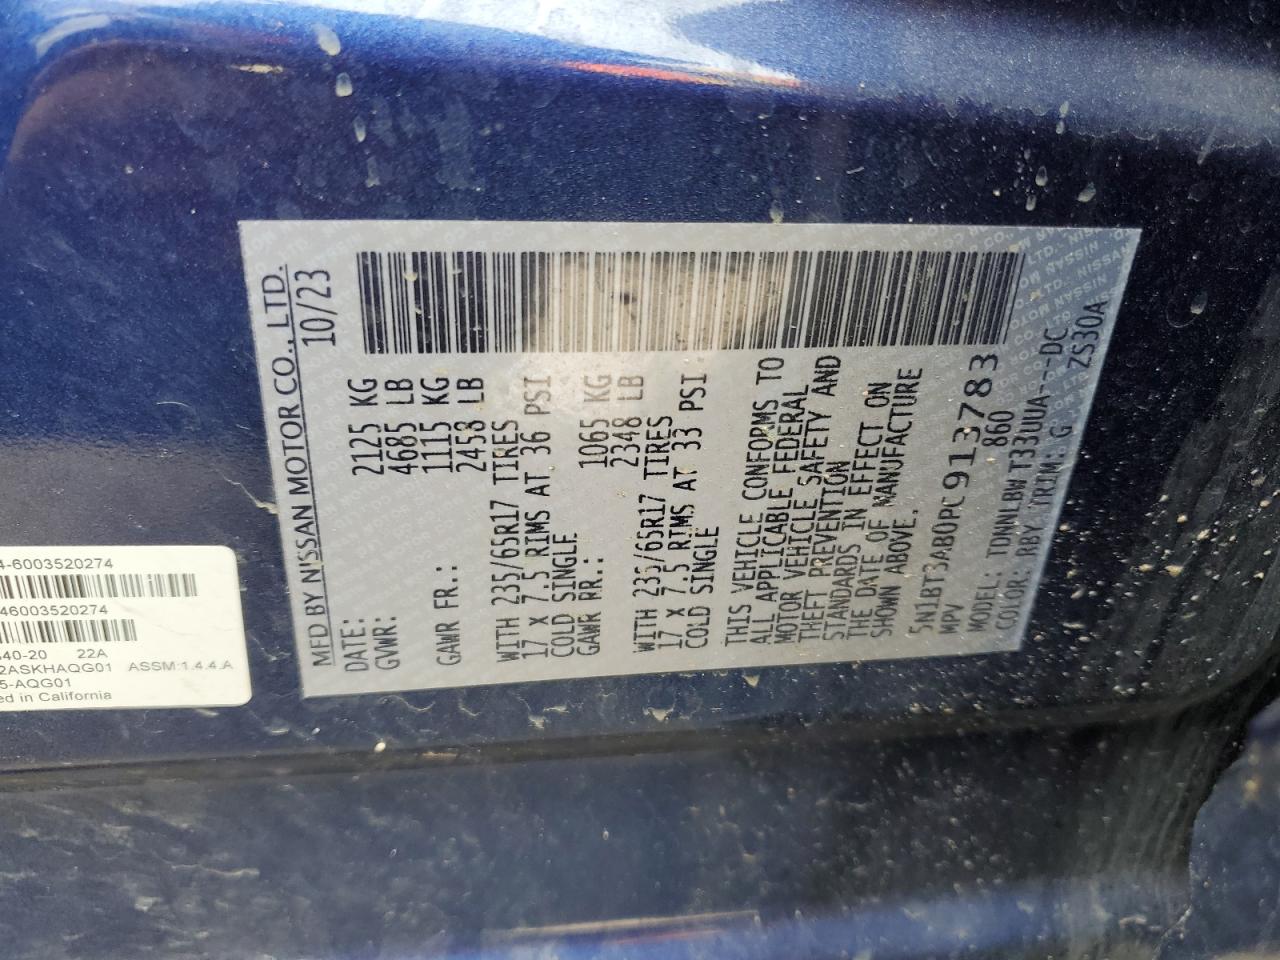 MFD BY NISSAN MOTOR CO., LTD.
DATE: 10/23
GVWR: 2125 KG
4685 LB
GAWR FR.: 1115 KG
2458 LB
WITH 235/65R17 TIRES
17 X 7.5 RIMS AT 36 PSI
COLD SINGLE
GAWR RR.: 1065 KG
2348 LB
WITH 235/65R17 TIRES
17 X 7.5 RIMS AT 33 PSI
COLD SINGLE
THIS VEHICLE CONFORMS TO
ALL APPLICABLE FEDERAL
MOTOR VEHICLE SAFETY AND
THEFT PREVENTION
STANDARDS IN EFFECT ON
THE DATE OF MANUFACTURE
SHOWN ABOVE.
5N1BT3AB0PC913783
MPV 860
MODEL: TDNNLBWT33UUA---DC
COLOR: RBY TRIM: G ZS30A
4-6003520274
46003520274
40-20 22A
2ASKHAQG01 ASSM:1.4.4.A
5-AQG01
ed in California